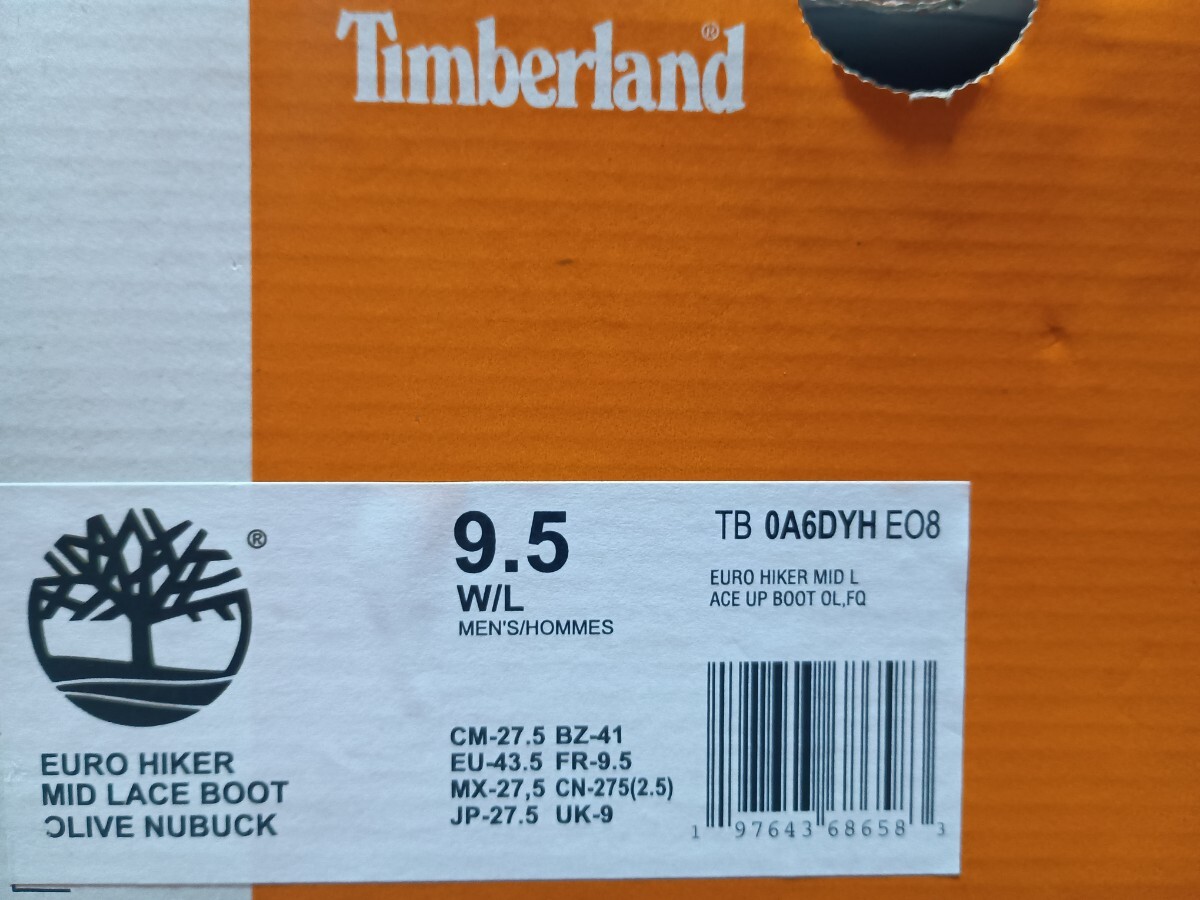 Timberland®
®
EURO HIKER
MID LACE BOOT
OLIVE NUBUCK
9.5
W/L
MEN'S/HOMMES
CM-27.5 BZ-41
EU-43.5 FR-9.5
MX-27,5 CN-275(2.5)
JP-27.5 UK-9
TB 0A6DYH EO8
EURO HIKER MID L
ACE UP BOOT OL,FQ
1 97643 68658 3